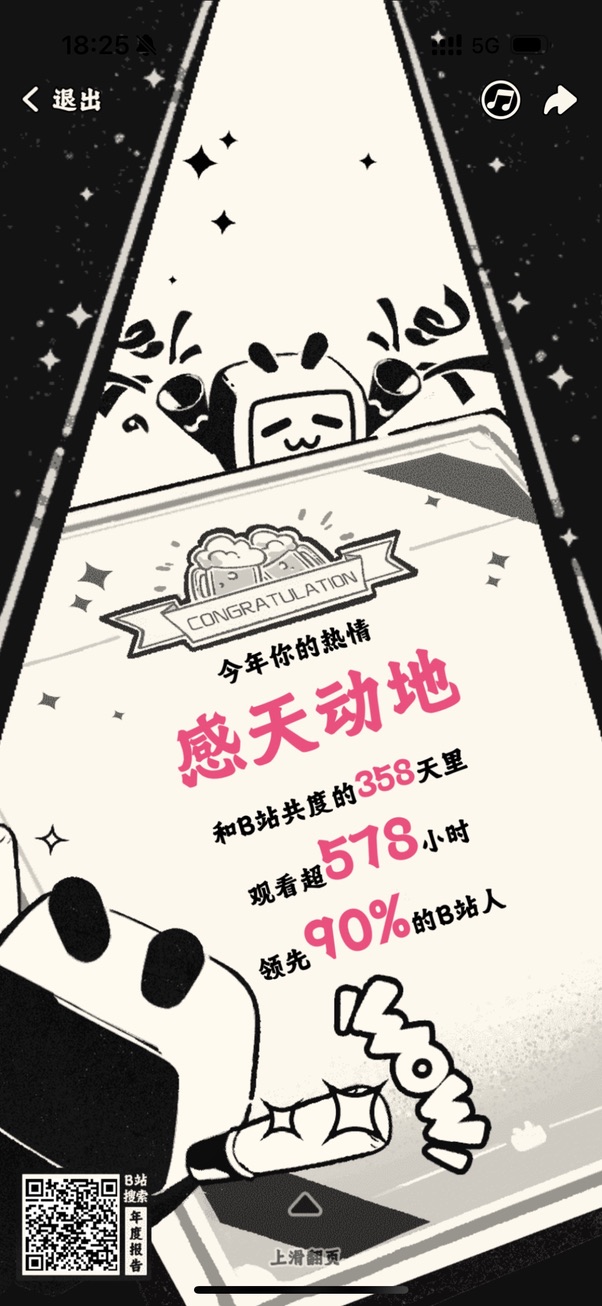 18:25
5G
退出
CONGRATULATION
今年你的热情
感天动地
和B站共度的358天里
观看超578小时
领先90%的B站人
WOW!
B站
搜索
年度报告
上滑翻页